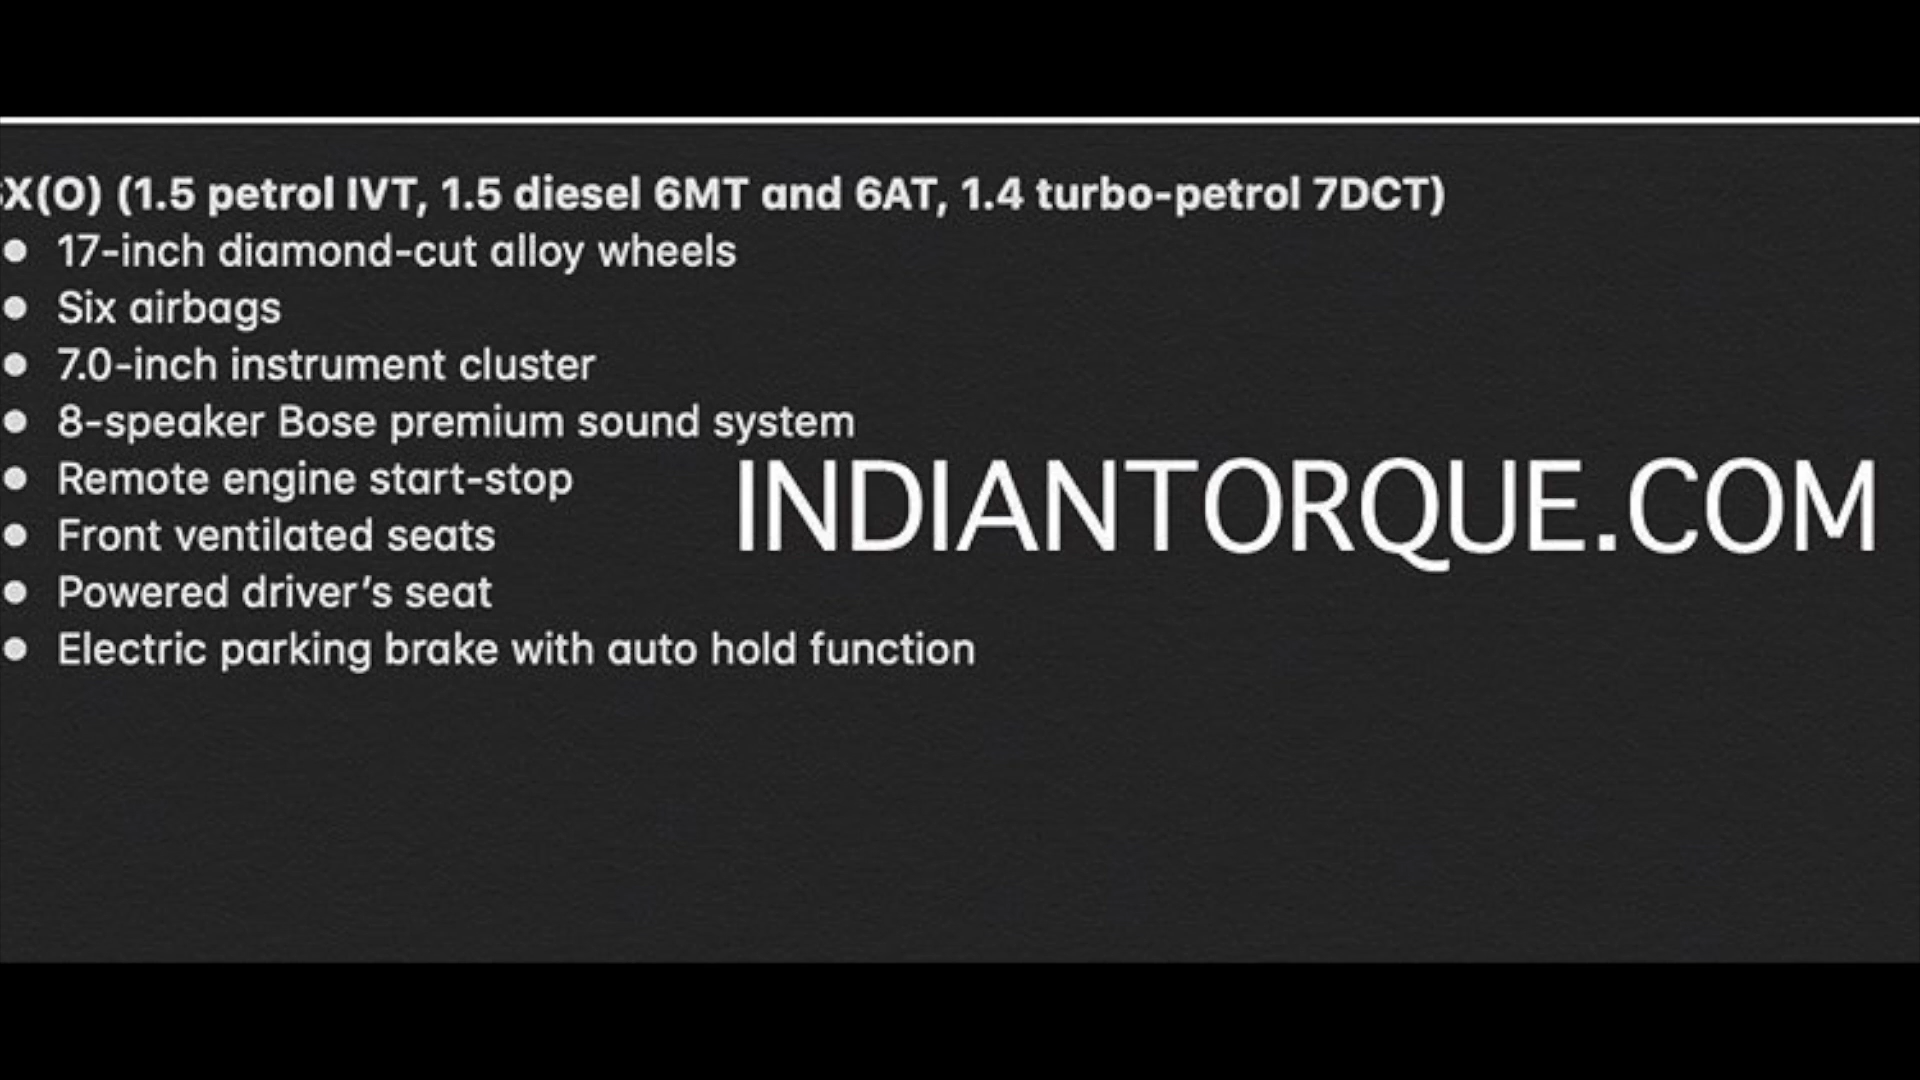 SX(O) (1.5 petrol IVT, 1.5 diesel 6MT and 6AT, 1.4 turbo-petrol 7DCT)
● 17-inch diamond-cut alloy wheels
● Six airbags
● 7.0-inch instrument cluster
● 8-speaker Bose premium sound system
● Remote engine start-stop
● Front ventilated seats
● Powered driver’s seat
● Electric parking brake with auto hold function
INDIANTORQUE.COM